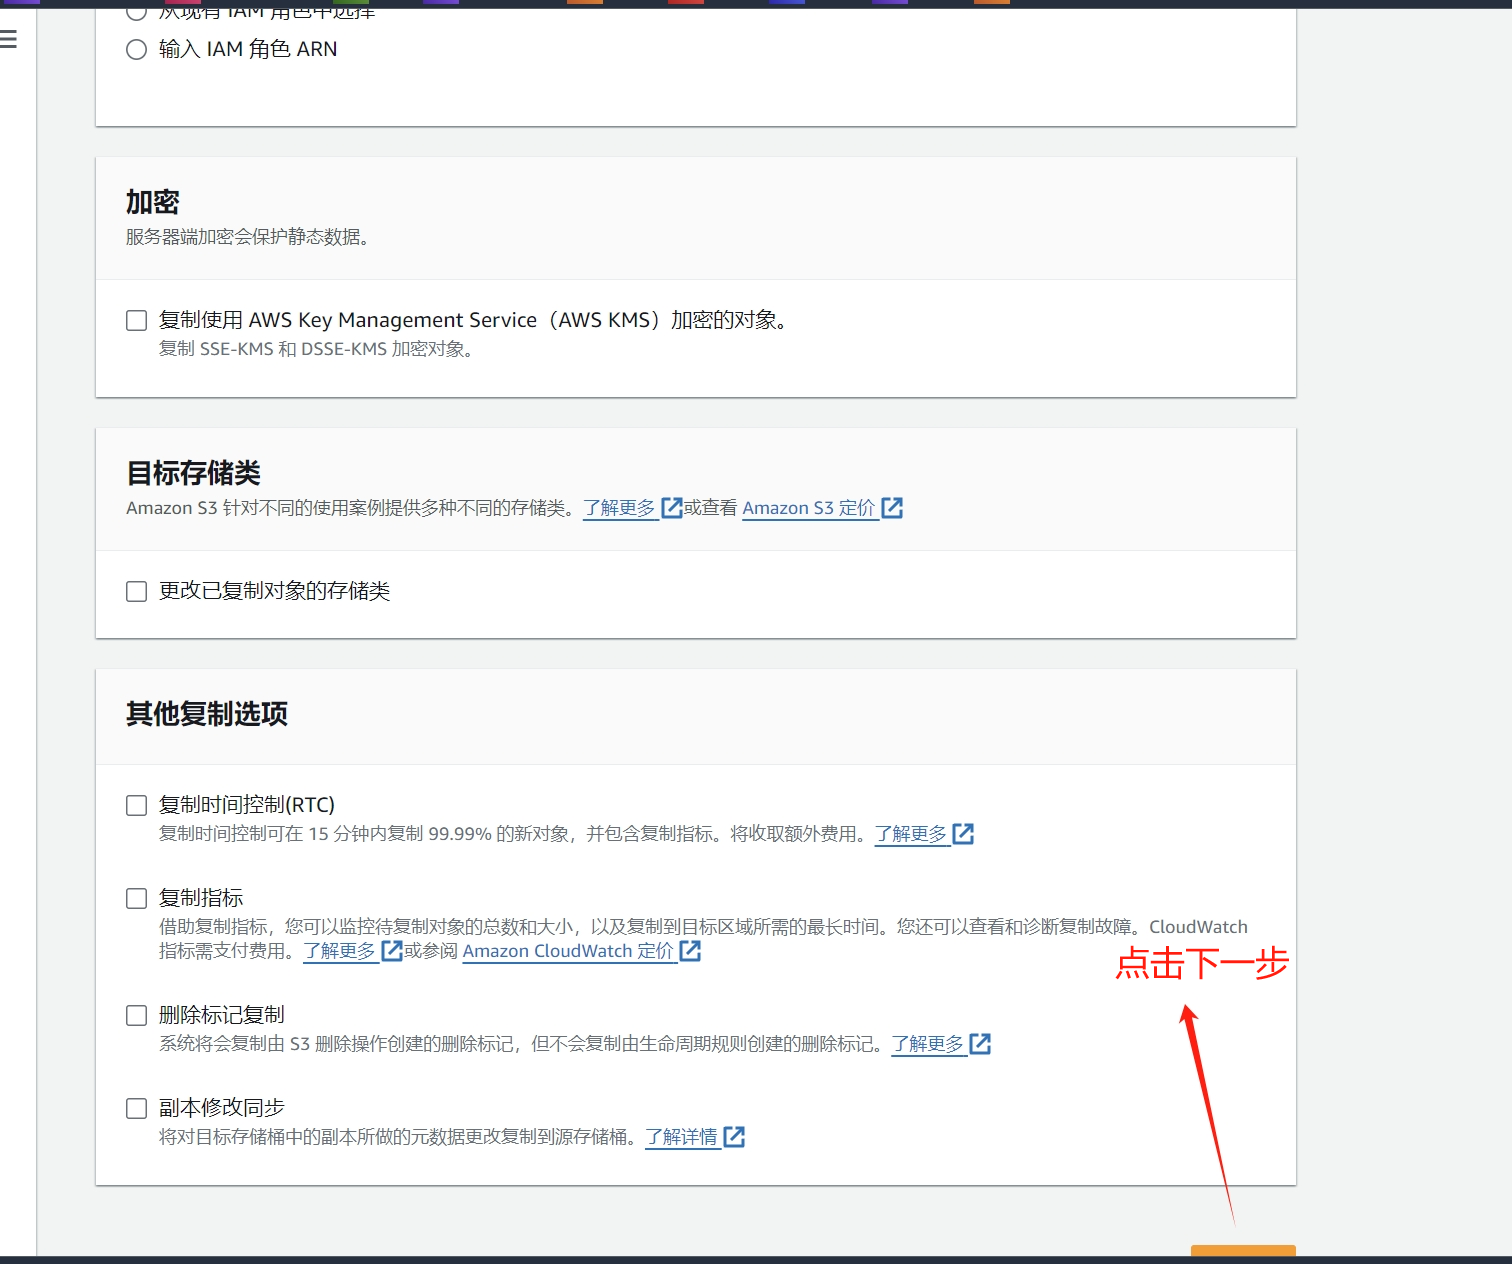 从现有 IAM 角色中选择
输入 IAM 角色 ARN
加密
服务器端加密会保护静态数据。
复制使用 AWS Key Management Service（AWS KMS）加密的对象。
复制 SSE-KMS 和 DSSE-KMS 加密对象。
目标存储类
Amazon S3 针对不同的使用案例提供多种不同的存储类。了解更多或查看 Amazon S3 定价
更改已复制对象的存储类
其他复制选项
复制时间控制(RTC)
复制时间控制可在 15 分钟内复制 99.99% 的新对象，并包含复制指标。将收取额外费用。了解更多
复制指标
借助复制指标，您可以监控待复制对象的总数和大小，以及复制到目标区域所需的最长时间。您还可以查看和诊断复制故障。CloudWatch
指标需支付费用。了解更多或参阅 Amazon CloudWatch 定价
点击下一步
删除标记复制
系统将会复制由 S3 删除操作创建的删除标记，但不会复制由生命周期规则创建的删除标记。了解更多
副本修改同步
将对目标存储桶中的副本所做的元数据更改复制到源存储桶。了解详情